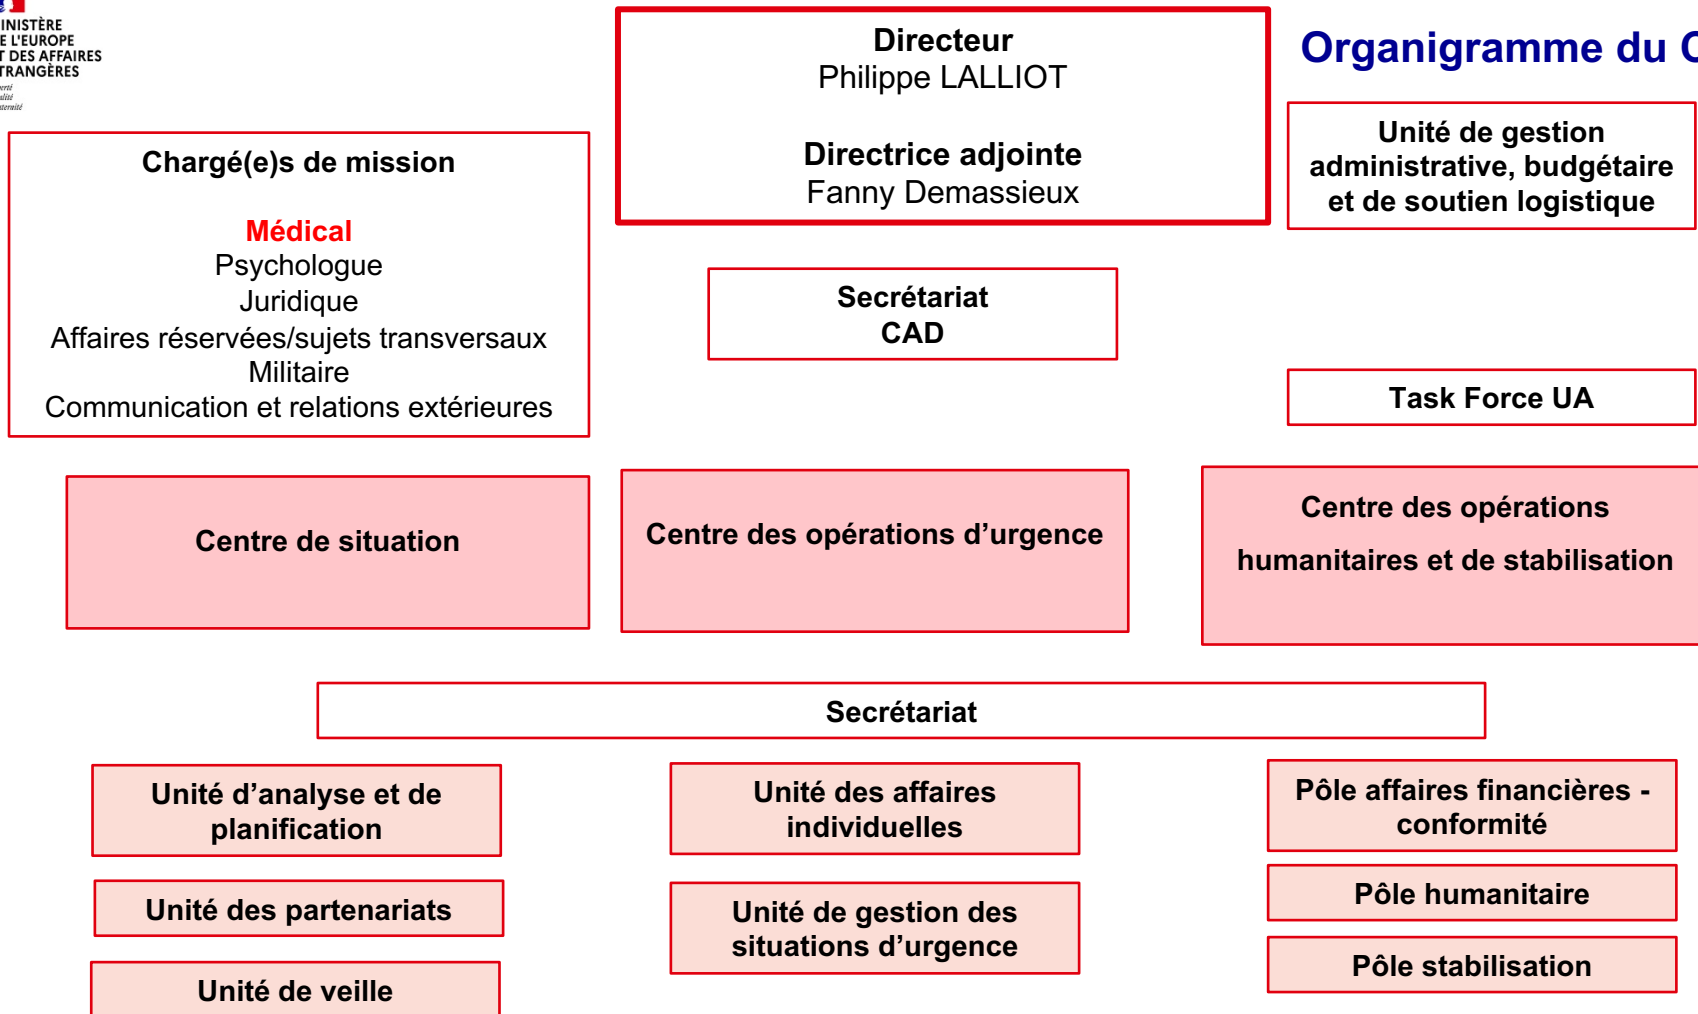 INISTÈRE
E L'EUROPE
T DES AFFAIRES
TRANGÈRES
Directeur
Philippe LALLIOT
Directrice adjointe
Fanny Demassieux
Organigramme du C
Unité de gestion
administrative, budgétaire
et de soutien logistique
Chargé(e)s de mission
Médical
Psychologue
Juridique
Affaires réservées/sujets transversaux
Militaire
Communication et relations extérieures
Secrétariat
CAD
Task Force UA
Centre de situation
Centre des opérations d’urgence
Centre des opérations
humanitaires et de stabilisation
Secrétariat
Unité d’analyse et de
planification
Unité des partenariats
Unité de veille
Unité des affaires
individuelles
Unité de gestion des
situations d’urgence
Pôle affaires financières -
conformité
Pôle humanitaire
Pôle stabilisation